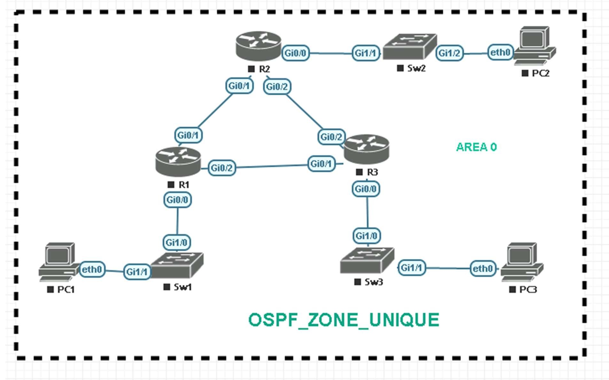 Gi0/0 Gi1/1 Gi1/2 eth0
R2 Sw2 PC2
Gi0/1 Gi0/2
AREA 0
Gi0/1 Gi0/2
Gi0/2 Gi0/1
R1 R3
Gi0/0 Gi0/0
Gi1/0 Gi1/0
eth0 Gi1/1 Gi1/1 eth0
PC1 Sw1 Sw3 PC3
OSPF_ZONE_UNIQUE